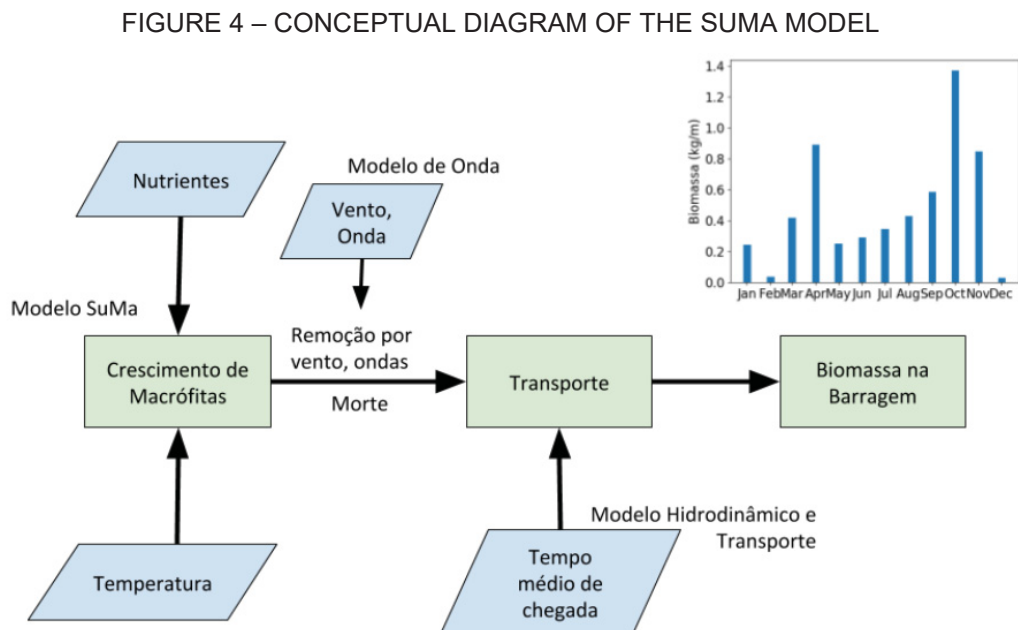 FIGURE 4 – CONCEPTUAL DIAGRAM OF THE SUMA MODEL
1.4
1.2
1.0
0.8
0.6
0.4
0.2
0.0
Biomassa (kg/m)
Jan Feb Mar Apr May Jun Jul Aug Sep Oct Nov Dec
Nutrientes
Modelo de Onda
Vento,
Onda
Modelo SuMa
Crescimento de
Macrófitas
Remoção por
vento, ondas
Morte
Transporte
Biomassa na
Barragem
Temperatura
Modelo Hidrodinâmico e
Transporte
Tempo
médio de
chegada